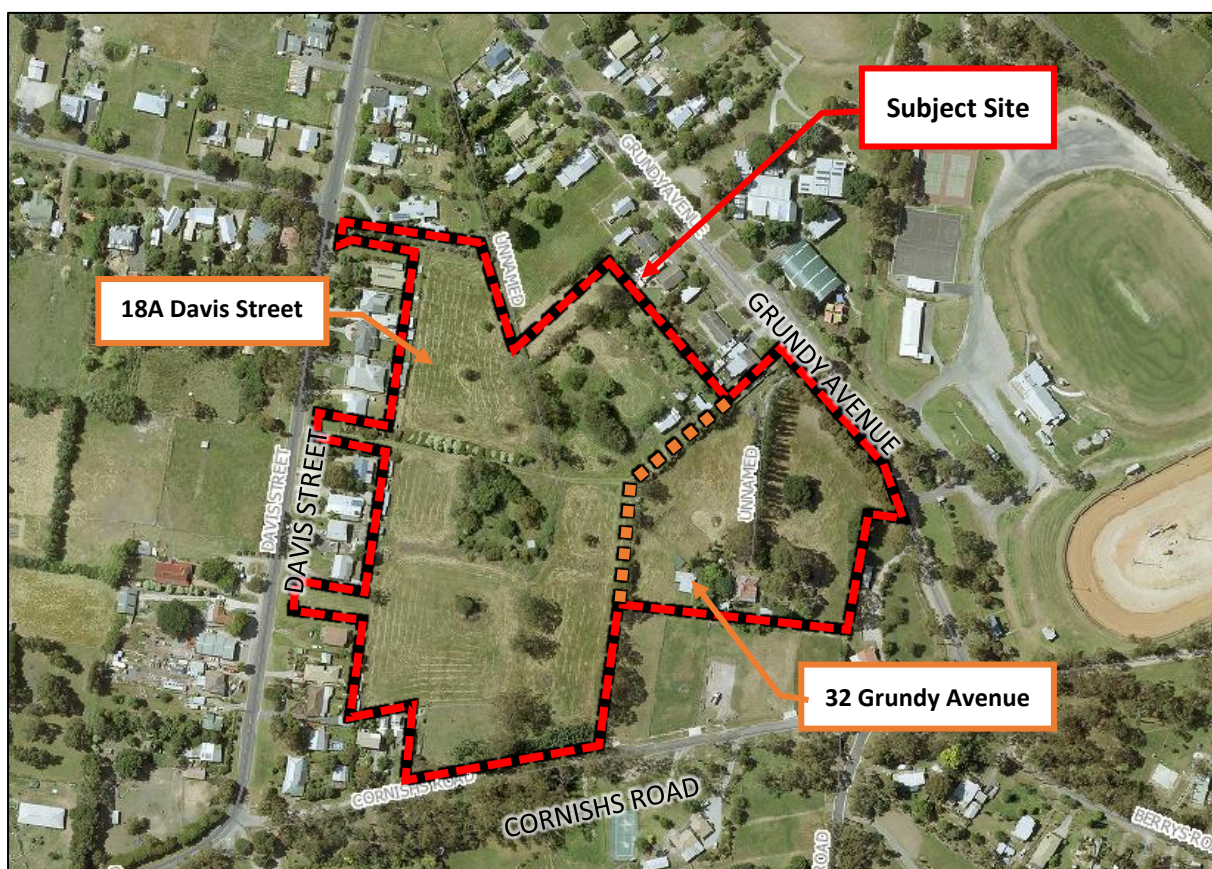 Subject Site
GRUNDY AVENUE
UNNAMED
18A Davis Street
GRUNDY AVENUE
DAVIS STREET
DAVIS STREET
UNNAMED
32 Grundy Avenue
CORNISHS ROAD
CORNISHS ROAD
BERRYS RO
ROAD